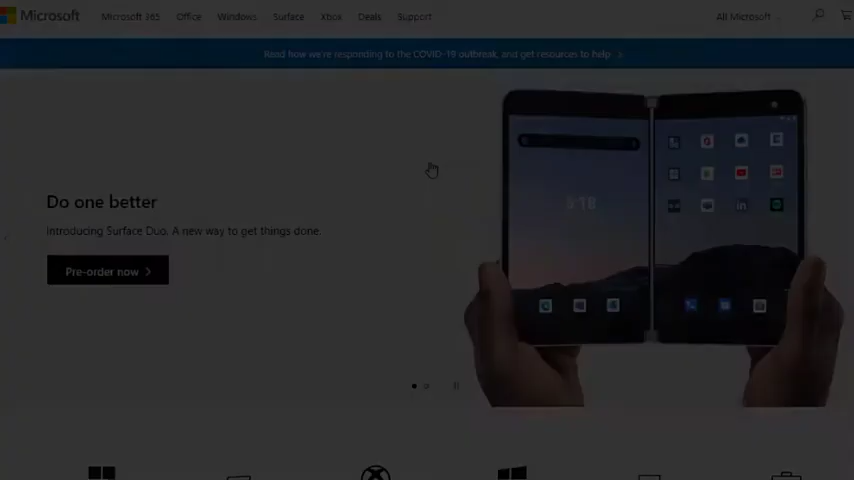 Microsoft
Microsoft 365 Office Windows Surface Xbox Deals Support
All Microsoft
Read how we're responding to the COVID-19 outbreak, and get resources to help >
Do one better
Introducing Surface Duo. A new way to get things done.
Pre-order now >
5:18